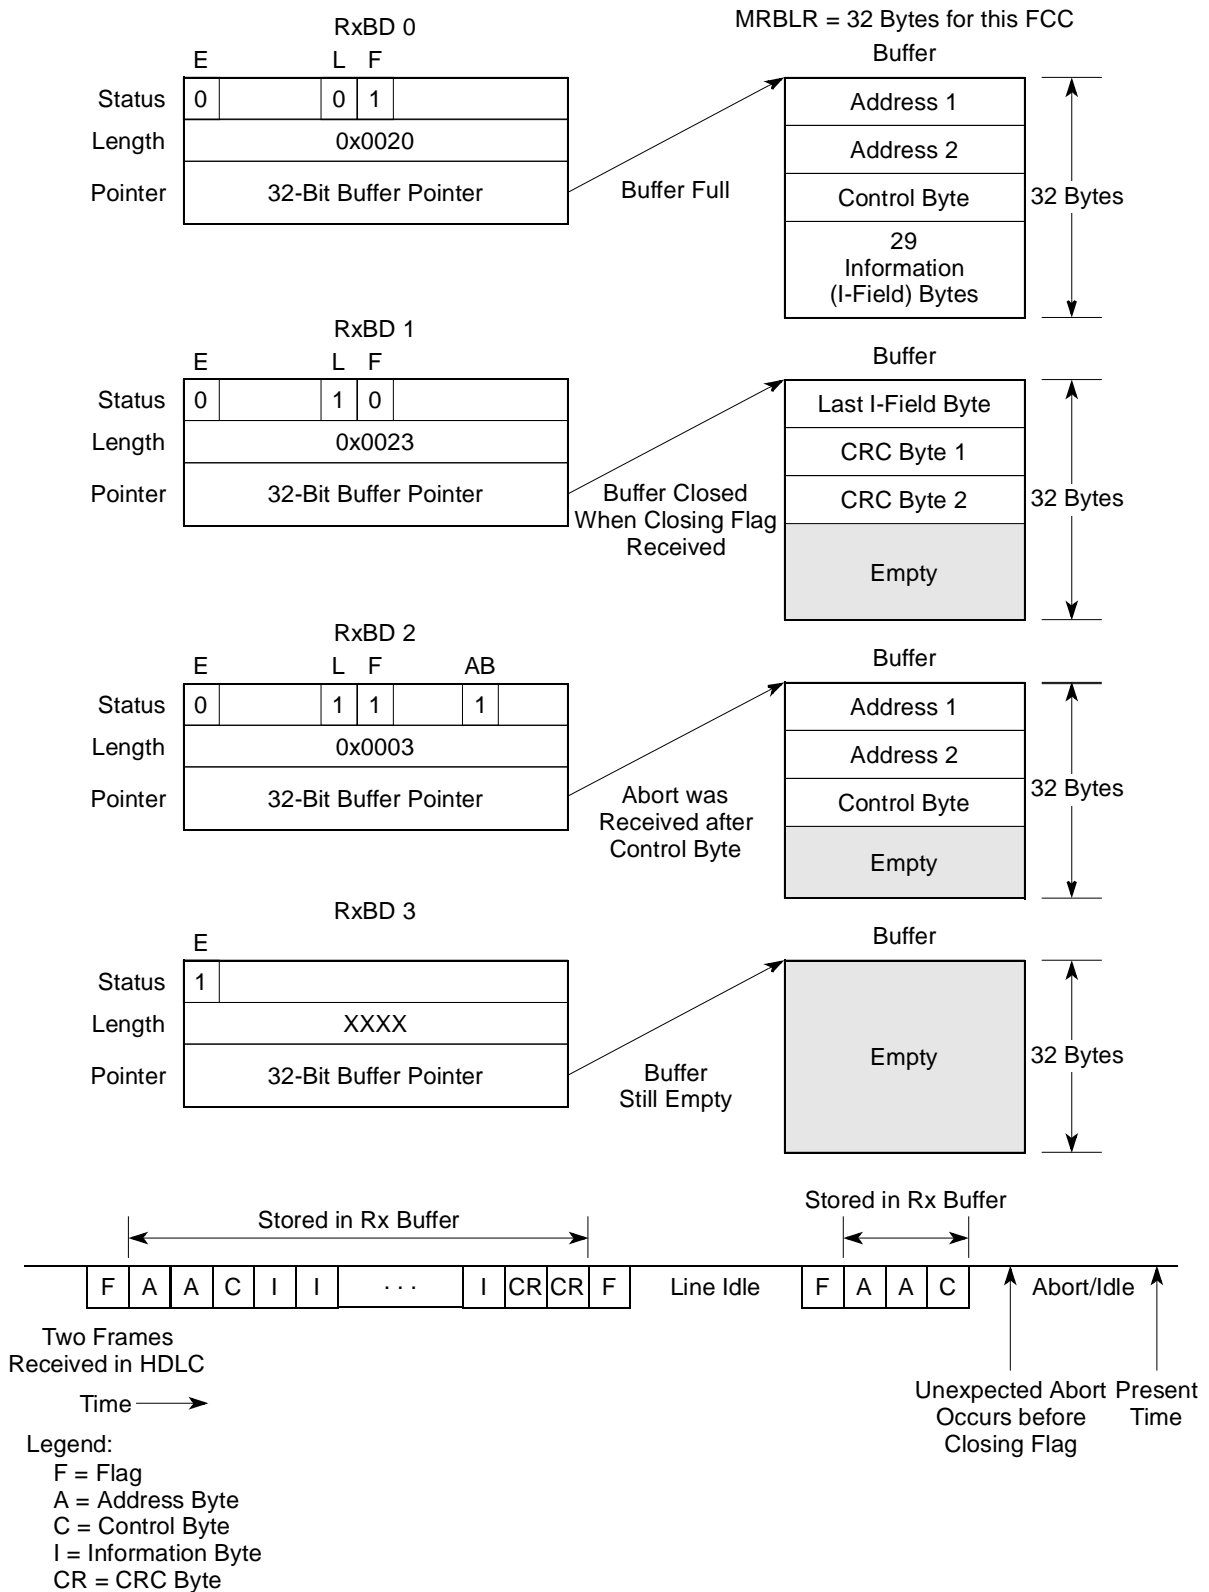 MRBLR = 32 Bytes for this FCC
RxBD 0
Buffer
E L F
Status 0 0 1
Length 0x0020
Pointer 32-Bit Buffer Pointer
Buffer Full
Address 1
Address 2
Control Byte
29
Information
(I-Field) Bytes
32 Bytes
RxBD 1
Buffer
E L F
Status 0 1 0
Length 0x0023
Pointer 32-Bit Buffer Pointer
Buffer Closed
When Closing Flag
Received
Last I-Field Byte
CRC Byte 1
CRC Byte 2
Empty
32 Bytes
RxBD 2
Buffer
E L F AB
Status 0 1 1 1
Length 0x0003
Pointer 32-Bit Buffer Pointer
Abort was
Received after
Control Byte
Address 1
Address 2
Control Byte
Empty
32 Bytes
RxBD 3
Buffer
E
Status 1
Length XXXX
Pointer 32-Bit Buffer Pointer
Buffer
Still Empty
Empty
32 Bytes
Stored in Rx Buffer
Stored in Rx Buffer
F A A C I I · · · I CR CR F Line Idle F A A C Abort/Idle
Two Frames
Received in HDLC
Time
Unexpected Abort
Occurs before
Closing Flag
Present
Time
Legend:
F = Flag
A = Address Byte
C = Control Byte
I = Information Byte
CR = CRC Byte